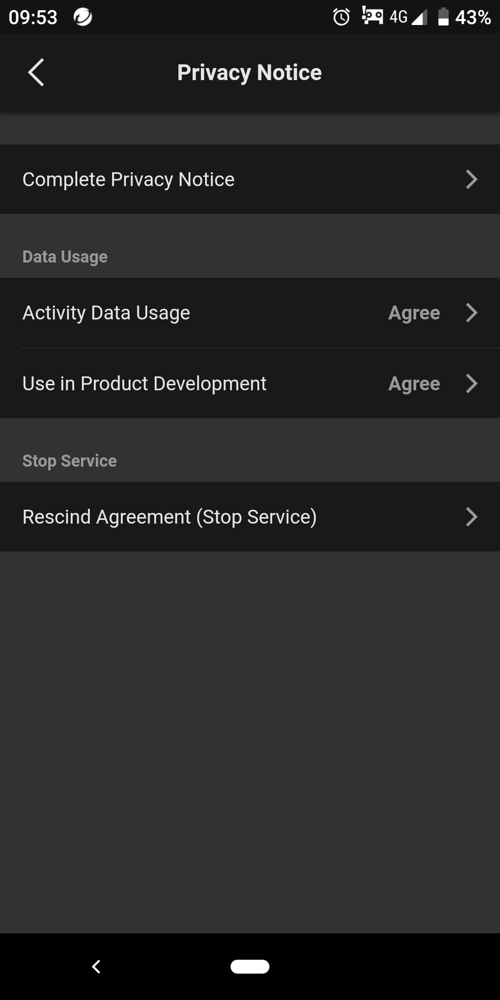 09:53 4G 43%
Privacy Notice
Complete Privacy Notice
Data Usage
Activity Data Usage Agree
Use in Product Development Agree
Stop Service
Rescind Agreement (Stop Service)